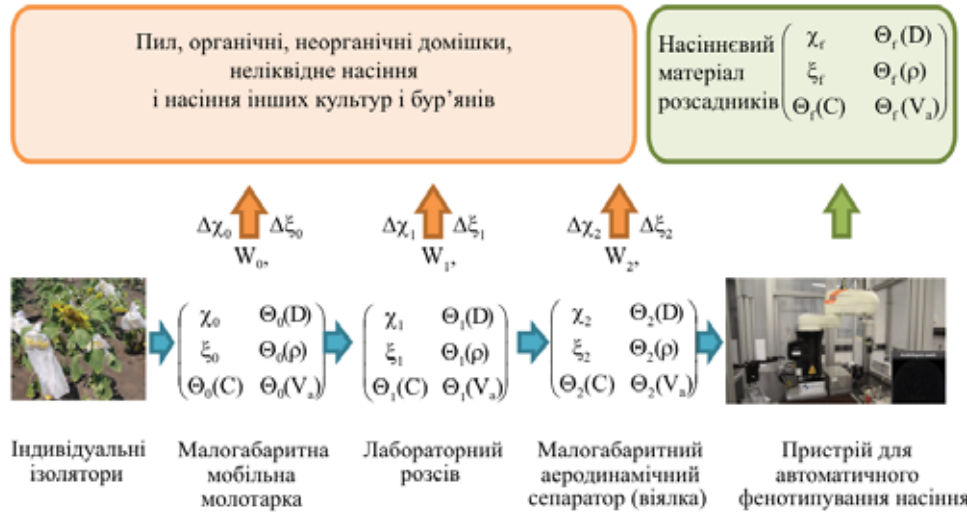 Пил, органічні, неорганічні домішки,
неліквідне насіння
і насіння інших культур і бур’янів
Насіннєвий
матеріал
розсадників
χf Θf(D)
ξf Θf(ρ)
Θf(C) Θf(Va)
Δχ0 Δξ0
W0,
Δχ1 Δξ1
W1,
Δχ2 Δξ2
W2,
χ0 Θ0(D)
ξ0 Θ0(ρ)
Θ0(C) Θ0(Va)
χ1 Θ1(D)
ξ1 Θ1(ρ)
Θ1(C) Θ1(Va)
χ2 Θ2(D)
ξ2 Θ2(ρ)
Θ2(C) Θ2(Va)
Індивідуальні
ізолятори
Малогабаритна
мобільна
молотарка
Лабораторний
розсів
Малогабаритний
аеродинамічний
сепаратор (віялка)
Пристрій для
автоматичного
фенотипування насіння